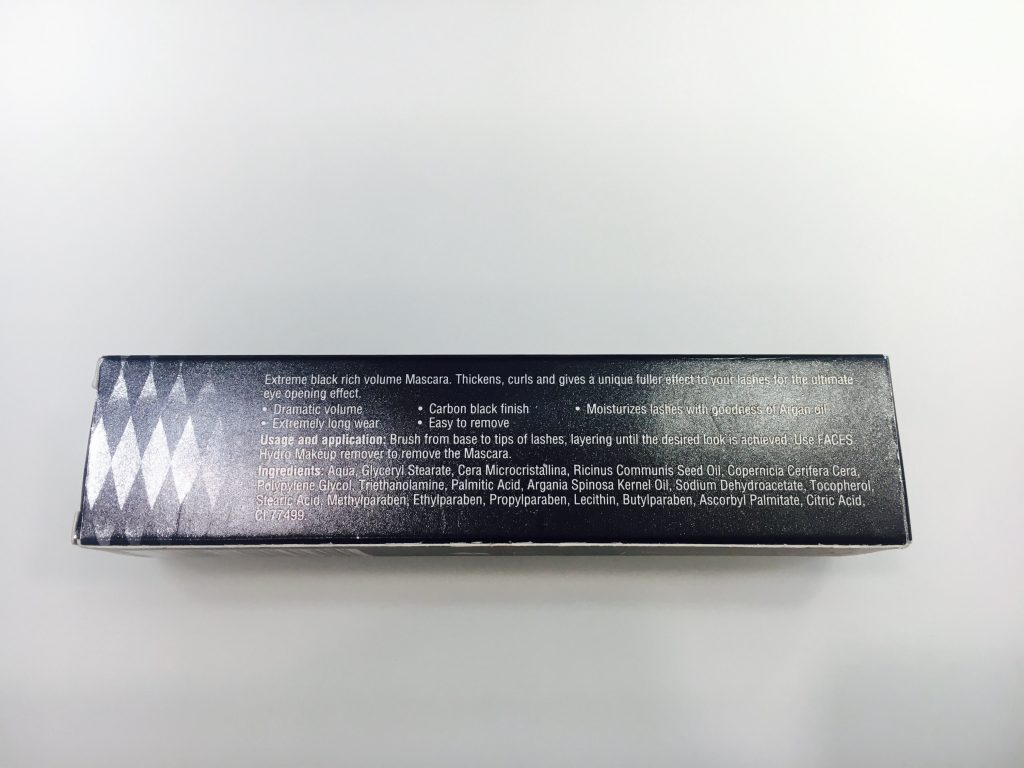 Extreme black rich volume Mascara. Thickens, curls and gives a unique fuller effect to your lashes for the ultimate
eye opening effect.
• Dramatic volume • Carbon black finish • Moisturizes lashes with goodness of Argan oil
• Extremely long wear • Easy to remove
Usage and application: Brush from base to tips of lashes, layering until the desired look is achieved. Use FACES
Hydro Makeup remover to remove the Mascara.
Ingredients: Aqua, Glyceryl Stearate, Cera Microcristallina, Ricinus Communis Seed Oil, Copernicia Cerifera Cera,
Polypytene Glycol, Triethanolamine, Palmitic Acid, Argania Spinosa Kernel Oil, Sodium Dehydroacetate, Tocopherol,
Stearic Acid, Methylparaben, Ethylparaben, Propylparaben, Lecithin, Butylparaben, Ascorbyl Palmitate, Citric Acid,
CI 77499.